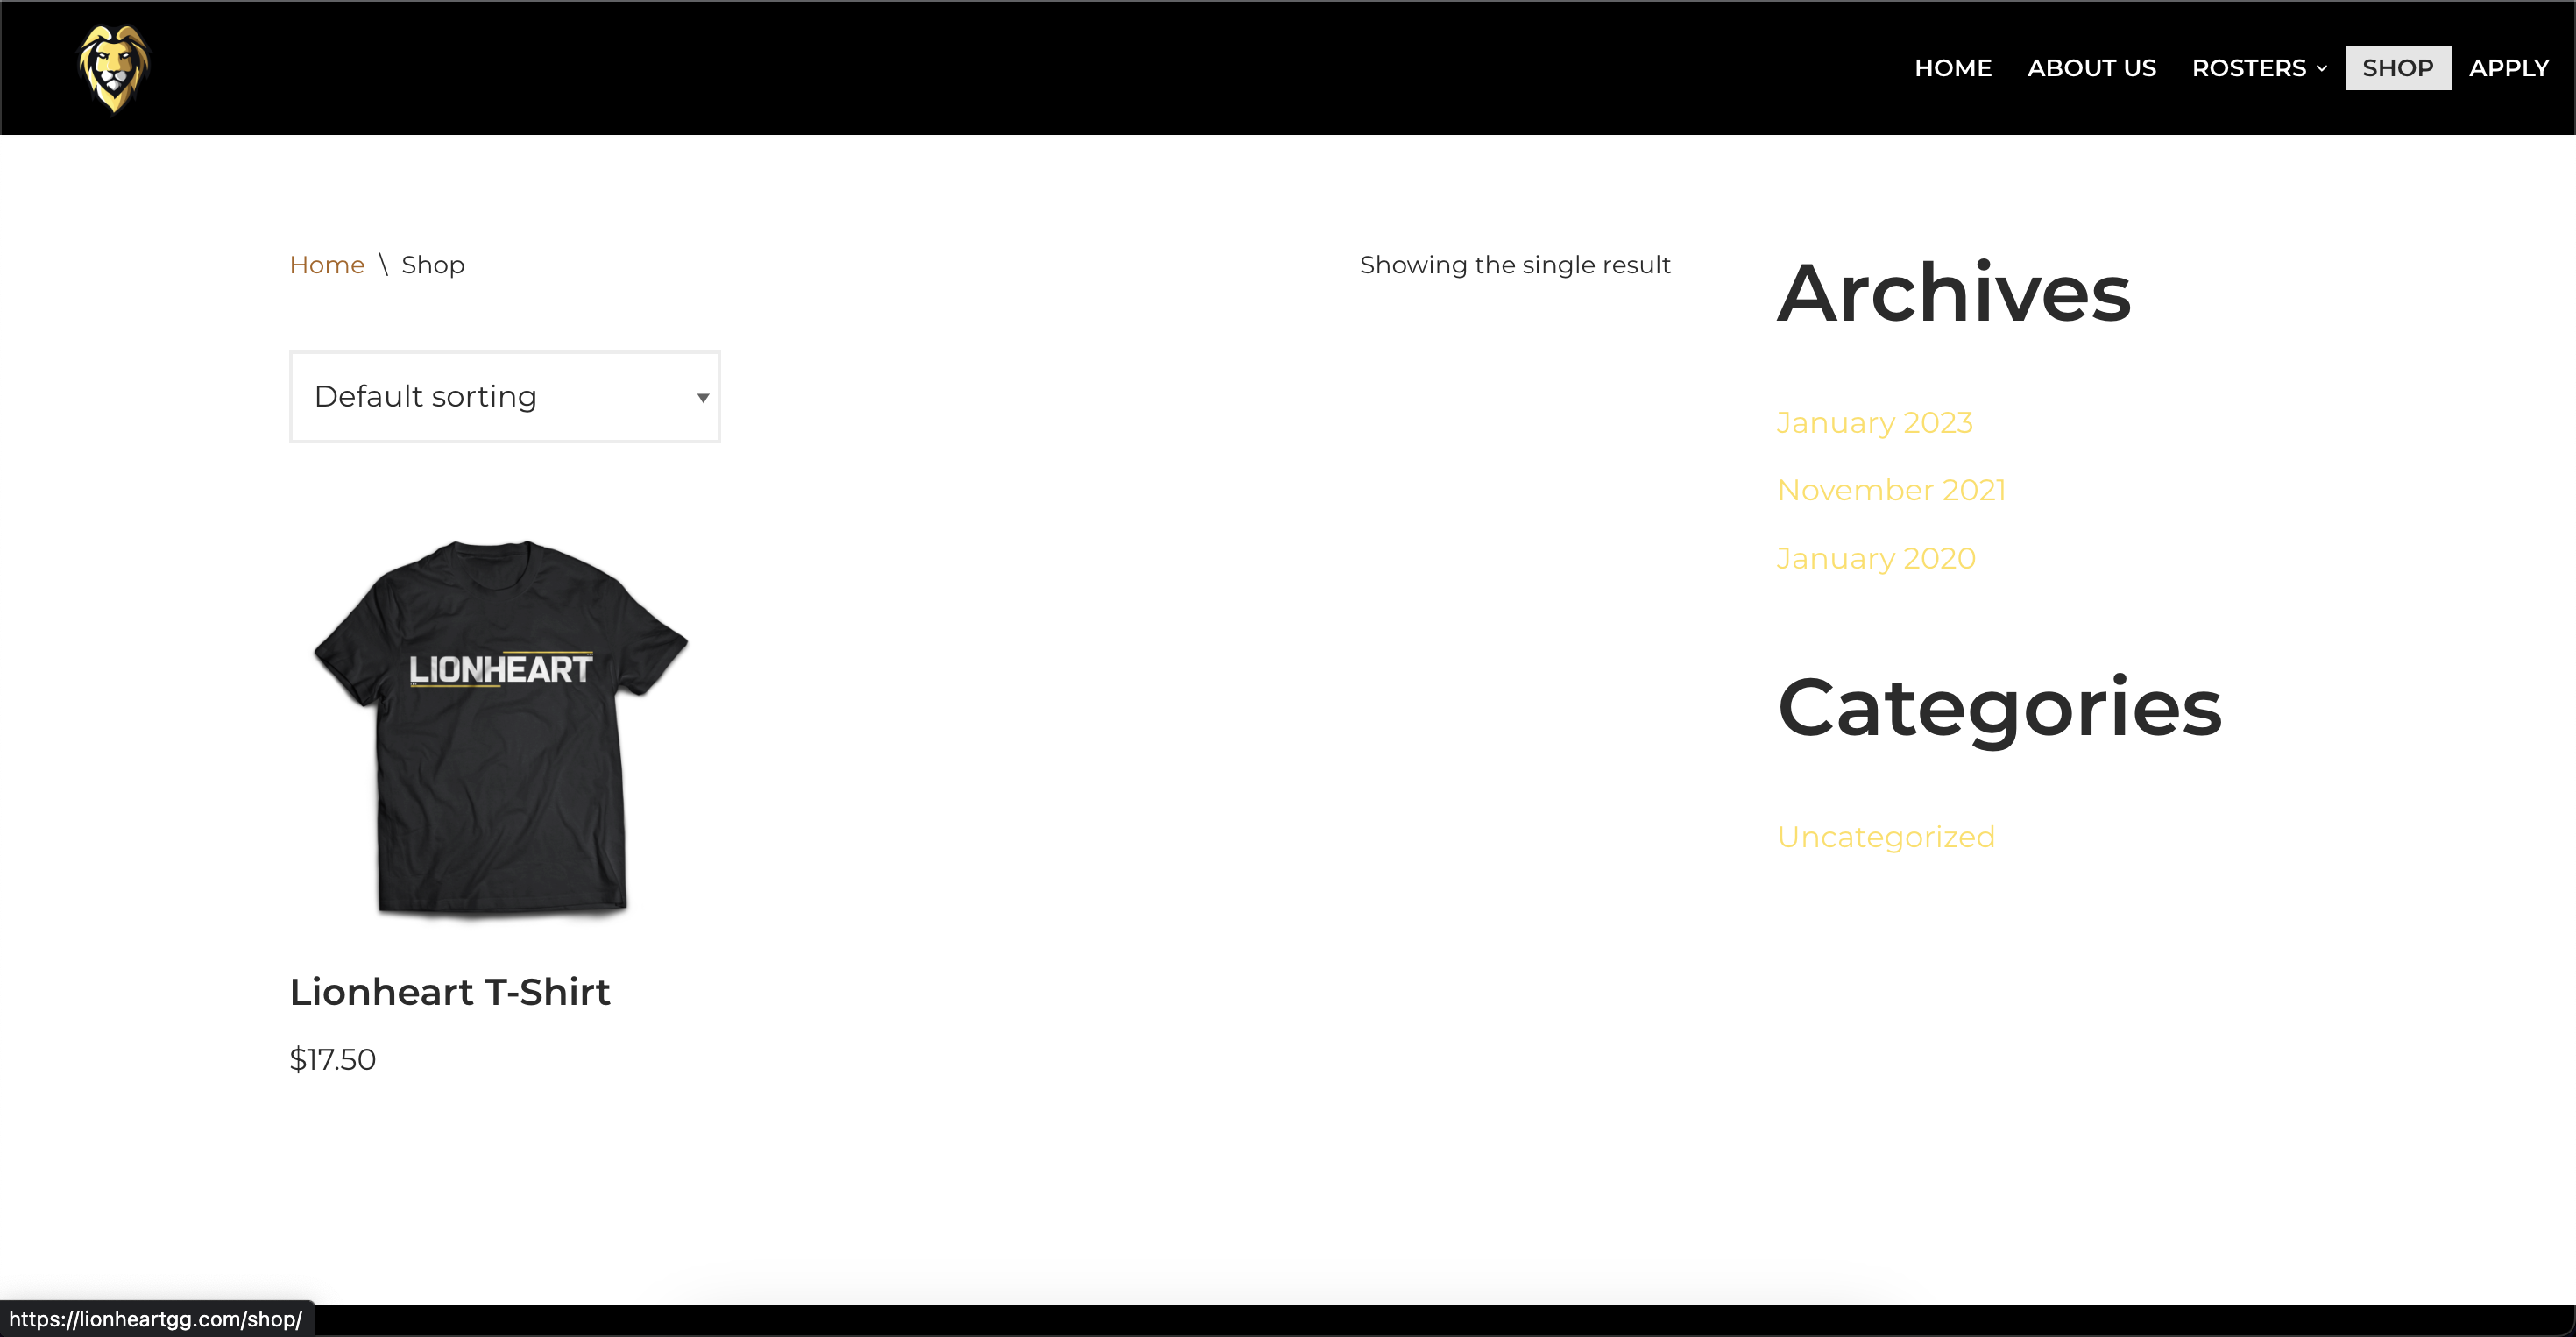 HOME ABOUT US ROSTERS SHOP APPLY
Home \ Shop
Showing the single result
Default sorting
LIONHEART
Lionheart T-Shirt
$17.50
Archives
January 2023
November 2021
January 2020
Categories
Uncategorized
https://lionheartgg.com/shop/